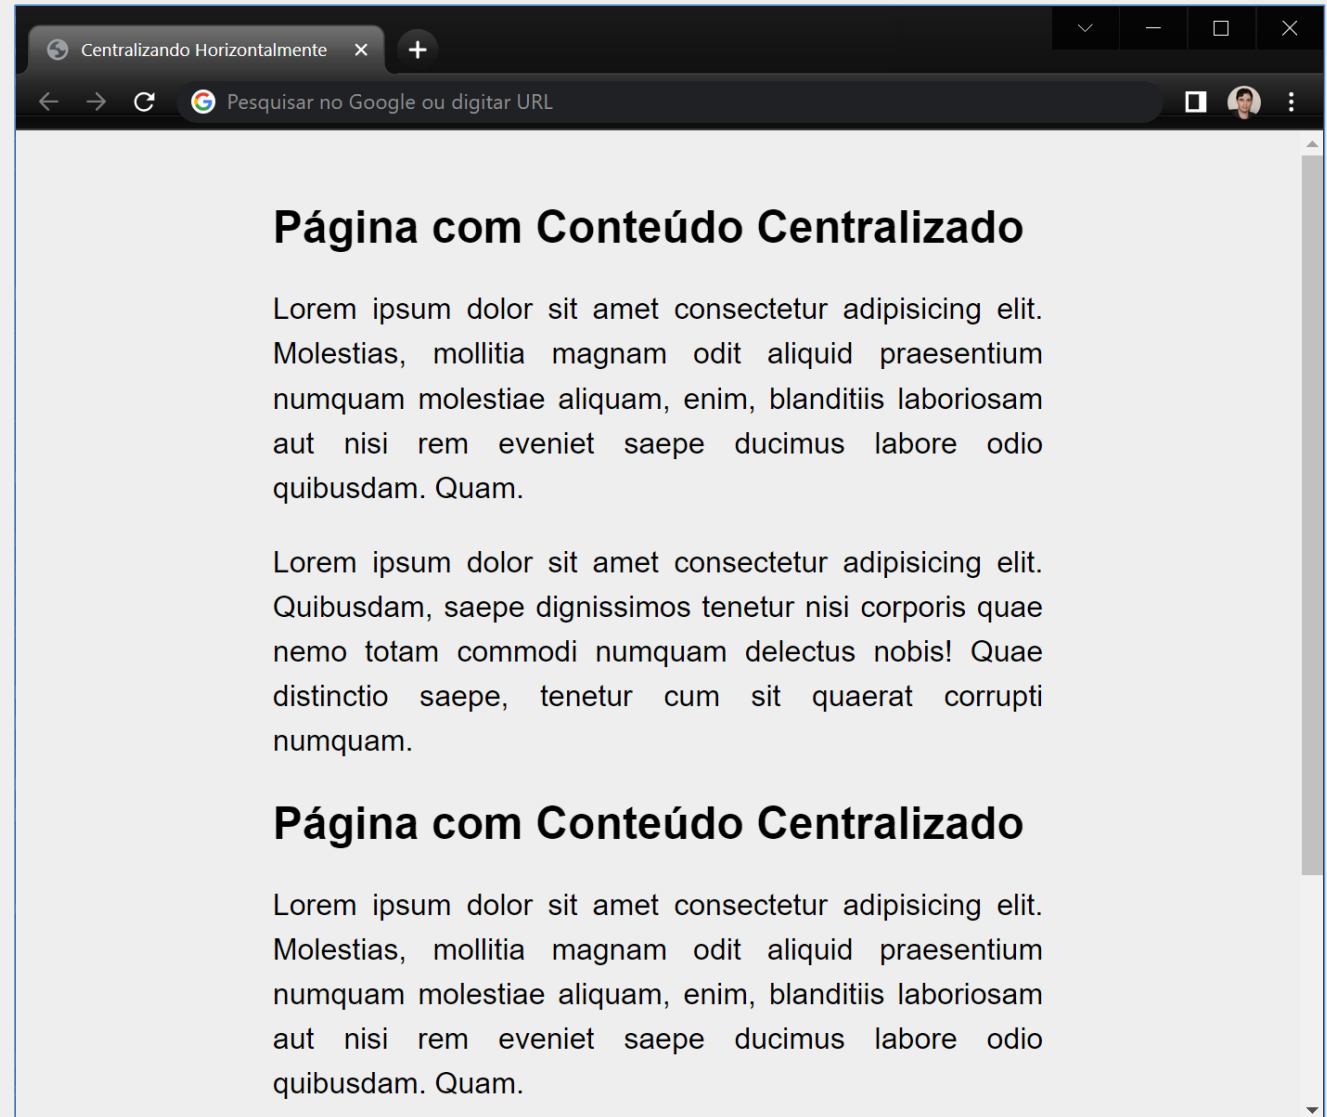 Centralizando Horizontalmente
Pesquisar no Google ou digitar URL
Página com Conteúdo Centralizado
Lorem ipsum dolor sit amet consectetur adipisicing elit.
Molestias, mollitia magnam odit aliquid praesentium
numquam molestiae aliquam, enim, blanditiis laboriosam
aut nisi rem eveniet saepe ducimus labore odio
quibusdam. Quam.
Lorem ipsum dolor sit amet consectetur adipisicing elit.
Quibusdam, saepe dignissimos tenetur nisi corporis quae
nemo totam commodi numquam delectus nobis! Quae
distinctio saepe, tenetur cum sit quaerat corrupti
numquam.
Página com Conteúdo Centralizado
Lorem ipsum dolor sit amet consectetur adipisicing elit.
Molestias, mollitia magnam odit aliquid praesentium
numquam molestiae aliquam, enim, blanditiis laboriosam
aut nisi rem eveniet saepe ducimus labore odio
quibusdam. Quam.